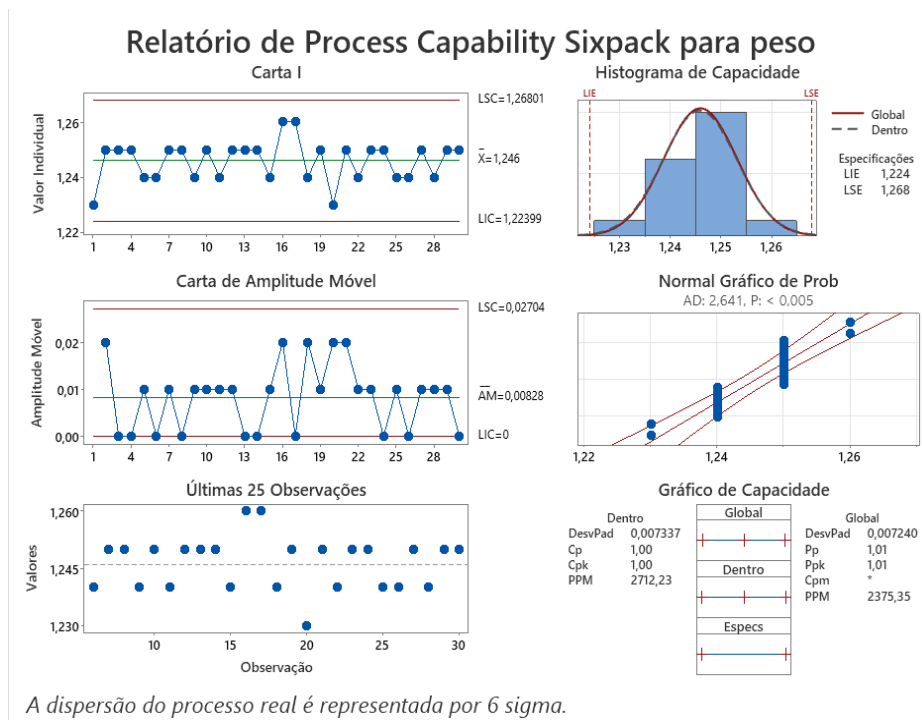 Relatório de Process Capability Sixpack para peso
Carta I
Valor Individual
1,26
1,24
1,22
1
4
7
10
13
16
19
22
25
28
LSC=1,26801
X̄=1,246
LIC=1,22399
Histograma de Capacidade
LIE
LSE
1,23
1,24
1,25
1,26
Global
Dentro
Especificações
LIE 1,224
LSE 1,268
Carta de Amplitude Móvel
Amplitude Móvel
0,02
0,01
0,00
1
4
7
10
13
16
19
22
25
28
LSC=0,02704
A̅M̅=0,00828
LIC=0
Normal Gráfico de Prob
AD: 2,641, P: < 0,005
1,22
1,24
1,26
Últimas 25 Observações
Valores
1,260
1,245
1,230
10
15
20
25
30
Observação
Gráfico de Capacidade
Dentro
DesvPad 0,007337
Cp 1,00
Cpk 1,00
PPM 2712,23
Global
Dentro
Especs
Global
DesvPad 0,007240
Pp 1,01
Ppk 1,01
Cpm *
PPM 2375,35
A dispersão do processo real é representada por 6 sigma.